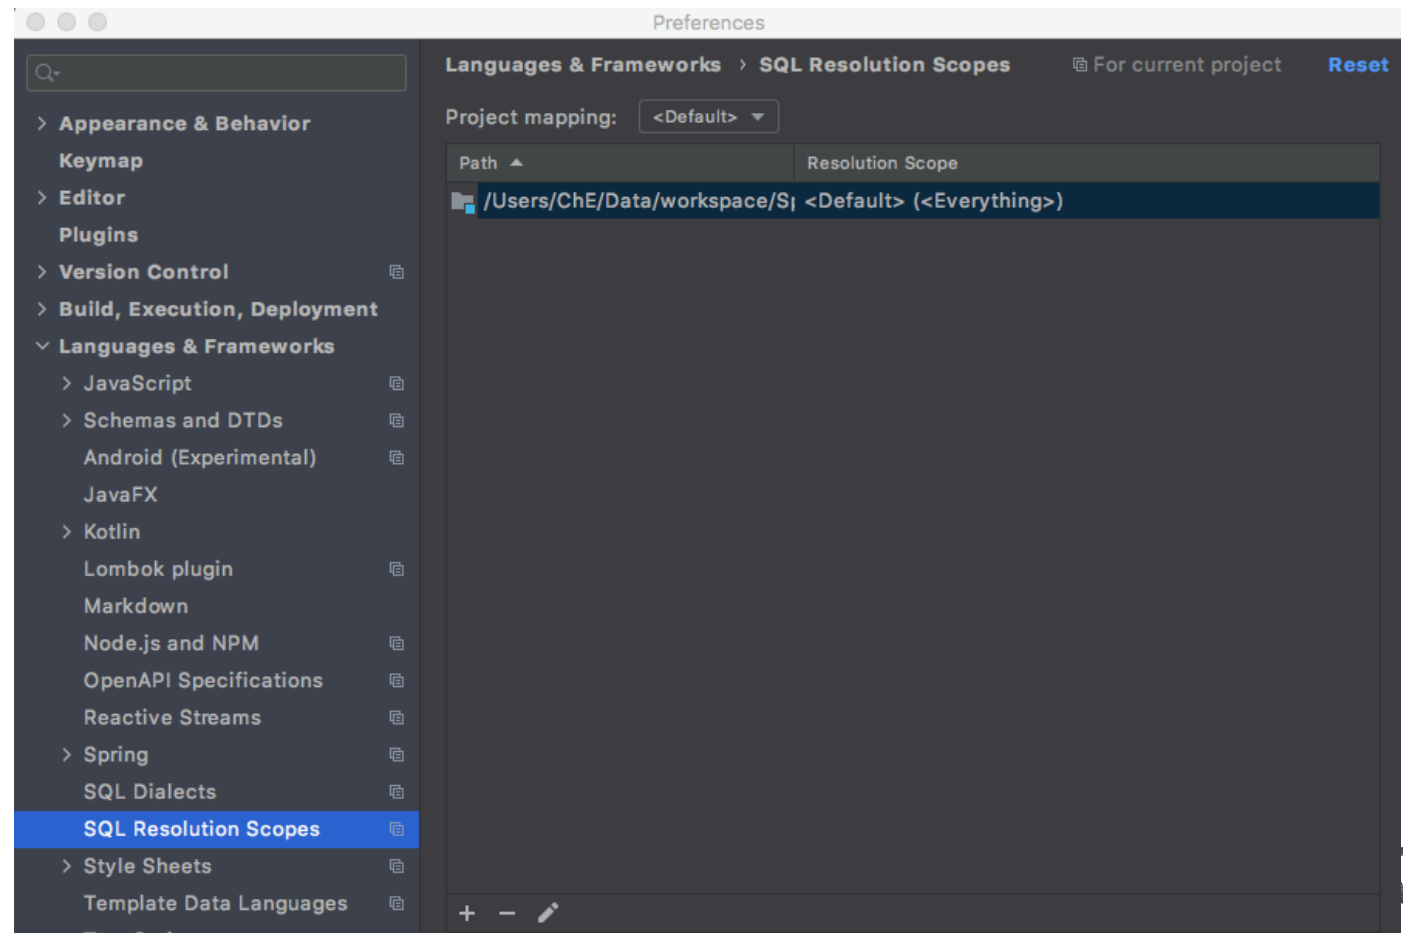 Preferences
Languages & Frameworks › SQL Resolution Scopes For current project Reset
Project mapping: <Default>
Path Resolution Scope
/Users/ChE/Data/workspace/ <Default> (<Everything>)
Appearance & Behavior
Keymap
Editor
Plugins
Version Control
Build, Execution, Deployment
Languages & Frameworks
JavaScript
Schemas and DTDs
Android (Experimental)
JavaFX
Kotlin
Lombok plugin
Markdown
Node.js and NPM
OpenAPI Specifications
Reactive Streams
Spring
SQL Dialects
SQL Resolution Scopes
Style Sheets
Template Data Languages